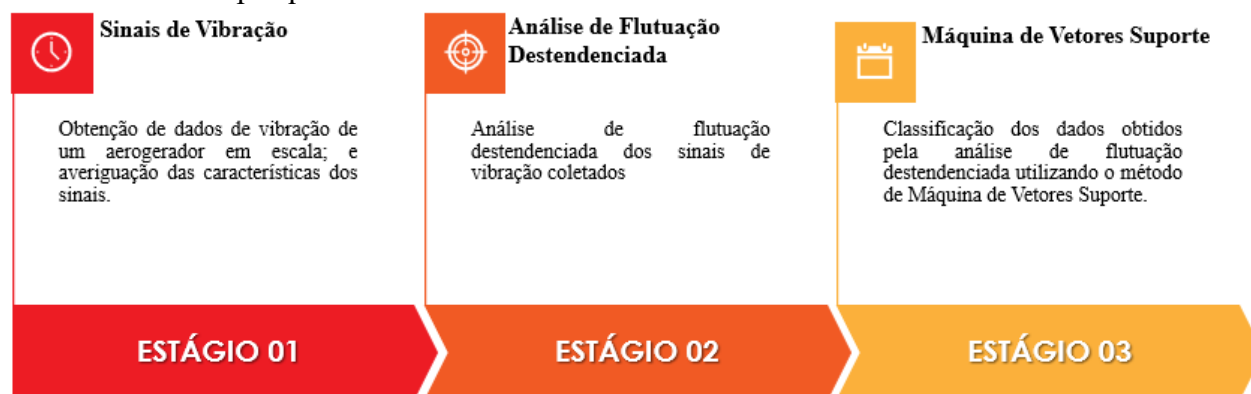 Sinais de Vibração
Obtenção de dados de vibração de
um aerogerador em escala; e
averiguação das características dos
sinais.
ESTÁGIO 01
Análise de Flutuação
Destendenciada
Análise de flutuação
destendenciada dos sinais de
vibração coletados
ESTÁGIO 02
Máquina de Vetores Suporte
Classificação dos dados obtidos
pela análise de flutuação
destendenciada utilizando o método
de Máquina de Vetores Suporte.
ESTÁGIO 03